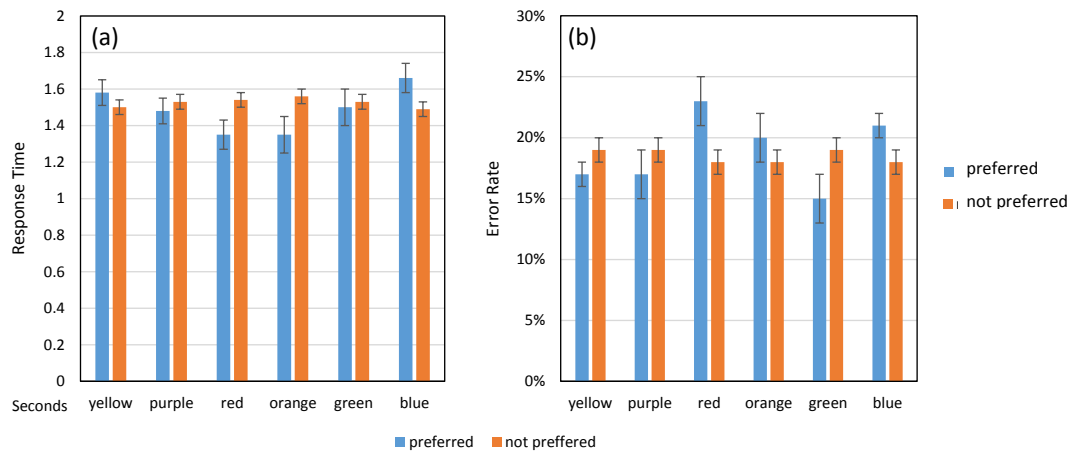 (a)
Response Time
2
1.8
1.6
1.4
1.2
1
0.8
0.6
0.4
0.2
0
Seconds
yellow purple red orange green blue
(b)
Error Rate
30%
25%
20%
15%
10%
5%
0%
yellow purple red orange green blue
preferred
not preferred
preferred not preffered